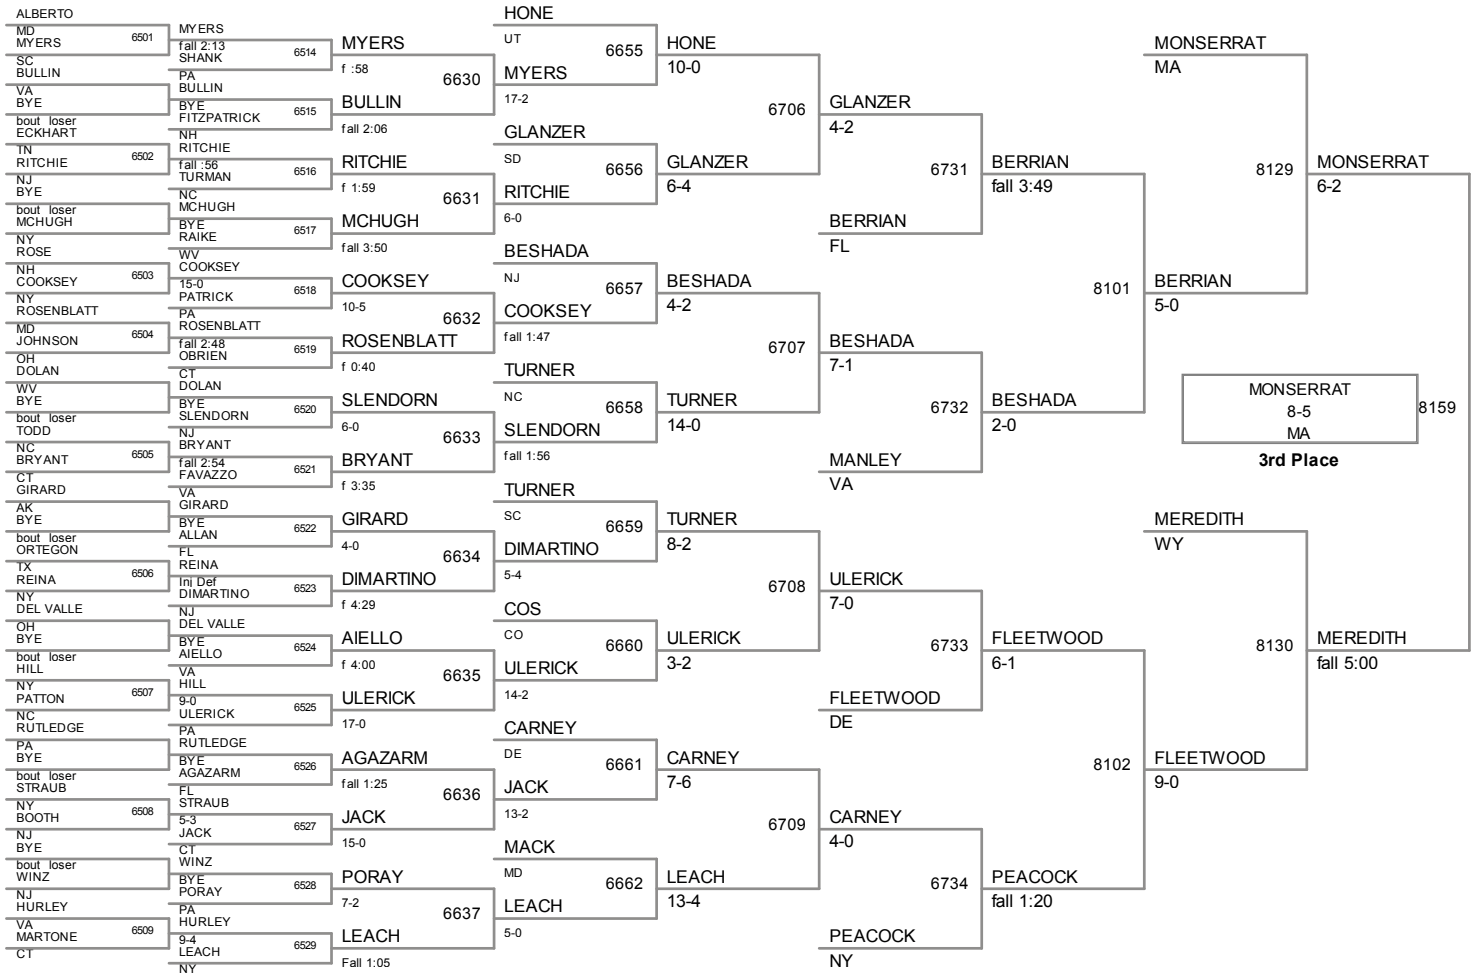 ALBERTO
MD
MYERS
6501
SC
BULLIN
VA
BYE
bout loser
ECKHART
TN
RITCHIE
6502
NJ
BYE
bout loser
MCHUGH
NY
ROSE
NH
COOKSEY
6503
NY
ROSENBLATT
MD
JOHNSON
6504
OH
DOLAN
WV
BYE
bout loser
TODD
NC
BRYANT
6505
CT
GIRARD
AK
BYE
bout loser
ORTEGON
TX
REINA
6506
NY
DEL VALLE
OH
BYE
bout loser
HILL
NY
PATTON
6507
NC
RUTLEDGE
PA
BYE
bout loser
STRAUB
NY
BOOTH
6508
NJ
BYE
bout loser
WINZ
NJ
HURLEY
VA
MARTONE
6509
CT
MYERS
fall 2:13
SHANK
6514
PA
BULLIN
BYE
FITZPATRICK
6515
NH
RITCHIE
fall :56
TURMAN
6516
NC
MCHUGH
BYE
RAIKE
6517
WV
COOKSEY
15-0
PATRICK
6518
PA
ROSENBLATT
fall 2:48
OBRIEN
6519
CT
DOLAN
BYE
SLENDORN
6520
NJ
BRYANT
fall 2:54
FAVAZZO
6521
VA
GIRARD
BYE
ALLAN
6522
FL
REINA
Inj Def
DIMARTINO
6523
NJ
DEL VALLE
BYE
AIELLO
6524
VA
HILL
9-0
ULERICK
6525
PA
RUTLEDGE
BYE
AGAZARM
6526
FL
STRAUB
5-3
JACK
6527
CT
WINZ
BYE
PORAY
6528
PA
HURLEY
9-4
LEACH
6529
NY
MYERS
f :58
6630
BULLIN
fall 2:06
RITCHIE
f 1:59
6631
MCHUGH
fall 3:50
COOKSEY
10-5
6632
ROSENBLATT
f 0:40
SLENDORN
6-0
6633
BRYANT
f 3:35
GIRARD
4-0
6634
DIMARTINO
f 4:29
AIELLO
f 4:00
6635
ULERICK
17-0
AGAZARM
fall 1:25
6636
JACK
15-0
PORAY
7-2
6637
LEACH
Fall 1:05
HONE
UT
6655
MYERS
17-2
GLANZER
SD
6656
RITCHIE
6-0
BESHADA
NJ
6657
COOKSEY
fall 1:47
TURNER
NC
6658
SLENDORN
fall 1:56
TURNER
SC
6659
DIMARTINO
5-4
COS
CO
6660
ULERICK
14-2
CARNEY
DE
6661
JACK
13-2
MACK
MD
6662
LEACH
5-0
HONE
10-0
6706
GLANZER
6-4
BESHADA
4-2
6707
TURNER
14-0
TURNER
8-2
6708
ULERICK
3-2
CARNEY
7-6
6709
LEACH
13-4
GLANZER
4-2
6731
BERRIAN
FL
BESHADA
7-1
6732
MANLEY
VA
ULERICK
7-0
6733
FLEETWOOD
DE
CARNEY
4-0
6734
PEACOCK
NY
BERRIAN
fall 3:49
8101
BESHADA
2-0
FLEETWOOD
6-1
8102
PEACOCK
fall 1:20
MONSERRAT
MA
8129
BERRIAN
5-0
MEREDITH
WY
8130
FLEETWOOD
9-0
MONSERRAT
6-2
MONSERRAT
8-5
MA
8159
3rd Place
MEREDITH
fall 5:00